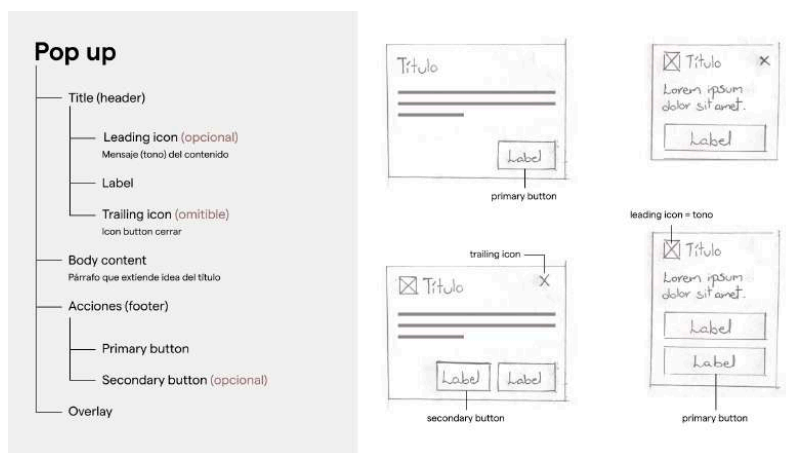 Pop up
Title (header)
Leading icon (opcional)
Mensaje (tono) del contenido
Label
Trailing icon (omitible)
Icon button cerrar
Body content
Párrafo que extiende idea del título
Acciones (footer)
Primary button
Secondary button (opcional)
Overlay
Título
Label
primary button
Título
Lorem ipsum
dolor sit amet.
Label
trailing icon
Título
Label Label
secondary button
leading icon = tono
Título
Lorem ipsum
dolor sit amet.
Label
Label
primary button